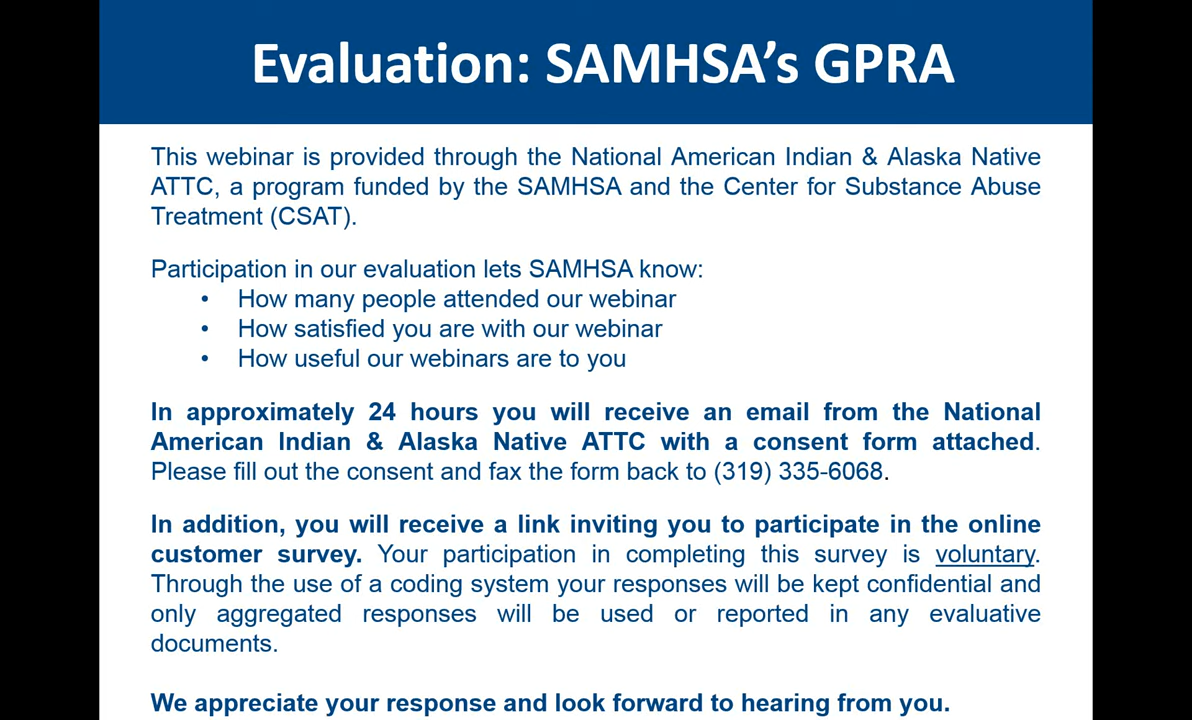 Evaluation: SAMHSA's GPRA
This webinar is provided through the National American Indian & Alaska Native
ATTC, a program funded by the SAMHSA and the Center for Substance Abuse
Treatment (CSAT).
Participation in our evaluation lets SAMHSA know:
• How many people attended our webinar
• How satisfied you are with our webinar
• How useful our webinars are to you
In approximately 24 hours you will receive an email from the National
American Indian & Alaska Native ATTC with a consent form attached.
Please fill out the consent and fax the form back to (319) 335-6068.
In addition, you will receive a link inviting you to participate in the online
customer survey. Your participation in completing this survey is voluntary.
Through the use of a coding system your responses will be kept confidential and
only aggregated responses will be used or reported in any evaluative
documents.
We appreciate your response and look forward to hearing from you.